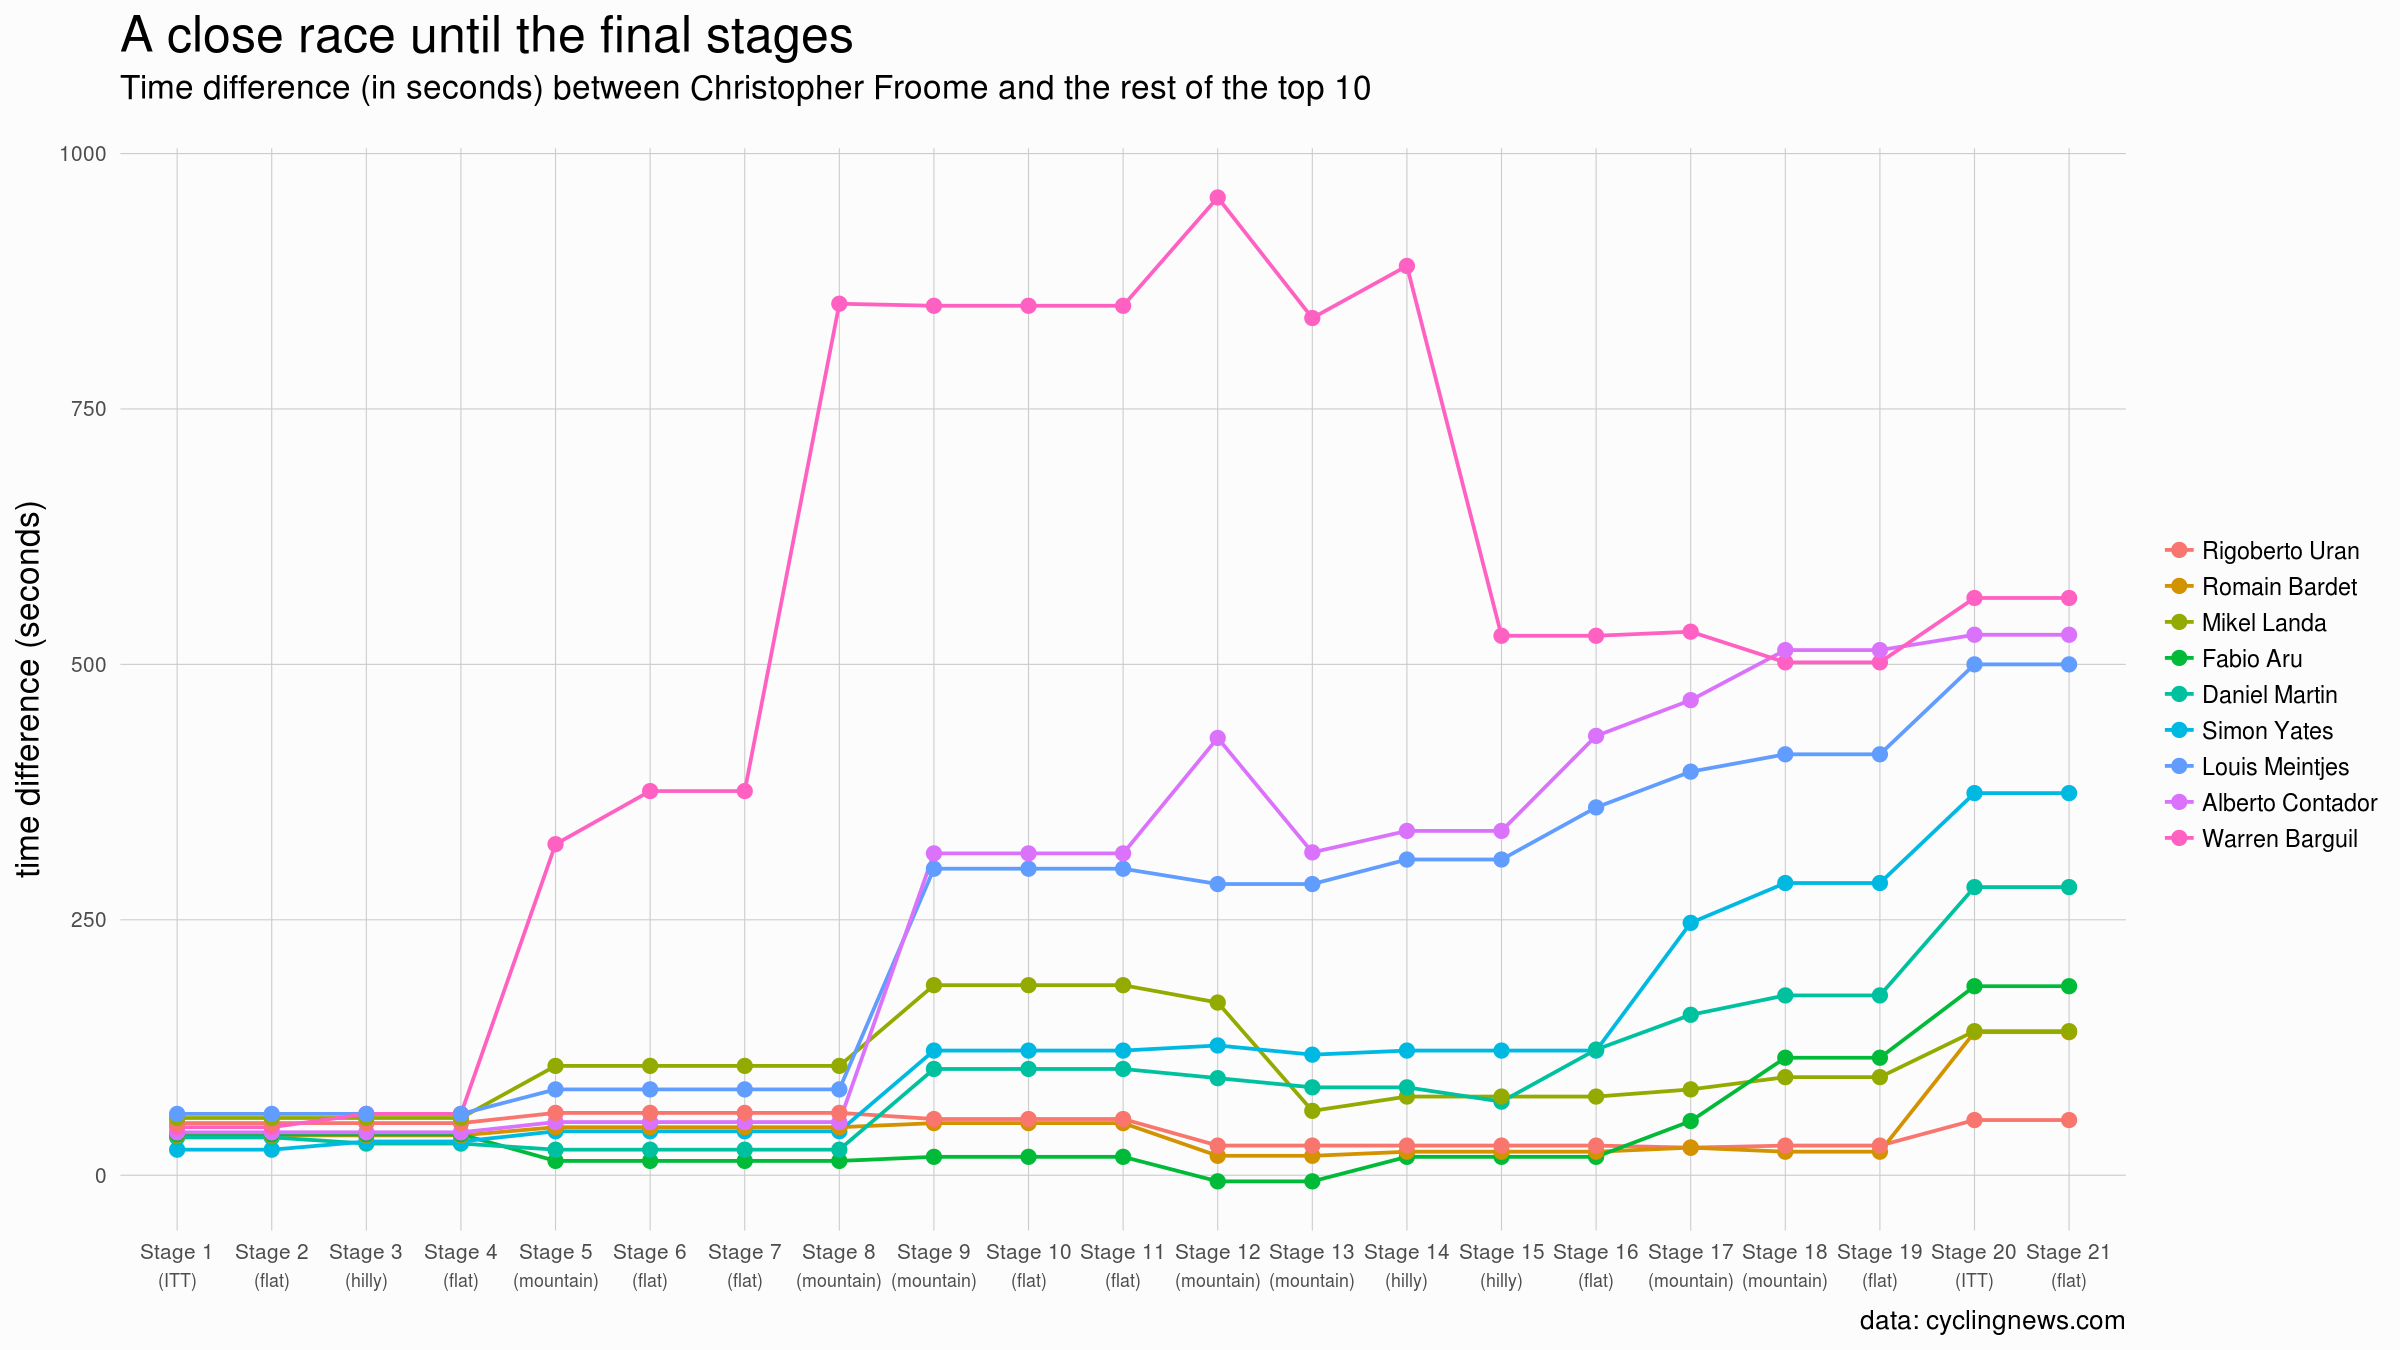 A close race until the final stages
Time difference (in seconds) between Christopher Froome and the rest of the top 10
time difference (seconds)
1000
750
500
250
0
Stage 1 Stage 2 Stage 3 Stage 4 Stage 5 Stage 6 Stage 7 Stage 8 Stage 9 Stage 10 Stage 11 Stage 12 Stage 13 Stage 14 Stage 15 Stage 16 Stage 17 Stage 18 Stage 19 Stage 20 Stage 21
(ITT) (flat) (hilly) (flat) (mountain) (flat) (flat) (mountain) (mountain) (flat) (flat) (mountain) (mountain) (hilly) (hilly) (flat) (mountain) (mountain) (flat) (ITT) (flat)
Rigoberto Uran
Romain Bardet
Mikel Landa
Fabio Aru
Daniel Martin
Simon Yates
Louis Meintjes
Alberto Contador
Warren Barguil
data: cyclingnews.com